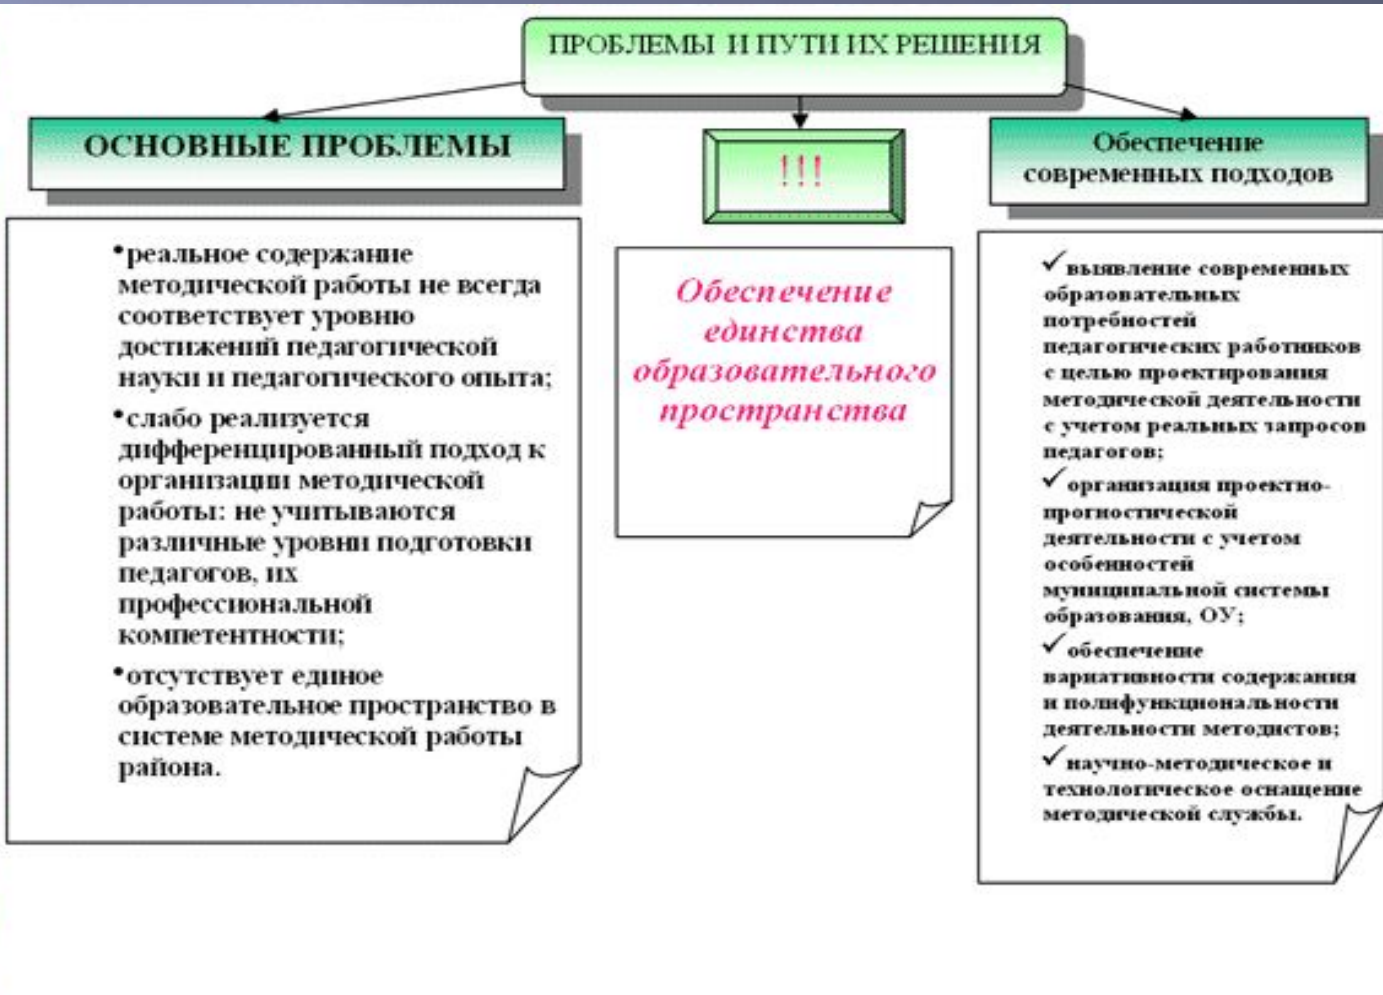 ПРОБЛЕМЫ И ПУТИ ИХ РЕШЕНИЯ
ОСНОВНЫЕ ПРОБЛЕМЫ
•реальное содержание
методической работы не всегда
соответствует уровню
достижений педагогической
науки и педагогического опыта;
•слабо реализуется
дифференцированный подход к
организации методической
работы: не учитываются
различные уровни подготовки
педагогов, их
профессиональной
компетентности;
•отсутствует единое
образовательное пространство в
системе методической работы
района.
!!!
Обеспечение
единства
образовательного
пространства
Обеспечение
современных подходов
✓выявление современных
образовательных
потребностей
педагогических работников
с целью проектирования
методической деятельности
с учетом реальных запросов
педагогов;
✓организация проектно-
прогностической
деятельности с учетом
особенностей
муниципальной системы
образования, ОУ;
✓обеспечение
вариативности содержания
и полифункциональности
деятельности методистов;
✓научно-методическое и
технологическое оснащение
методической службы.